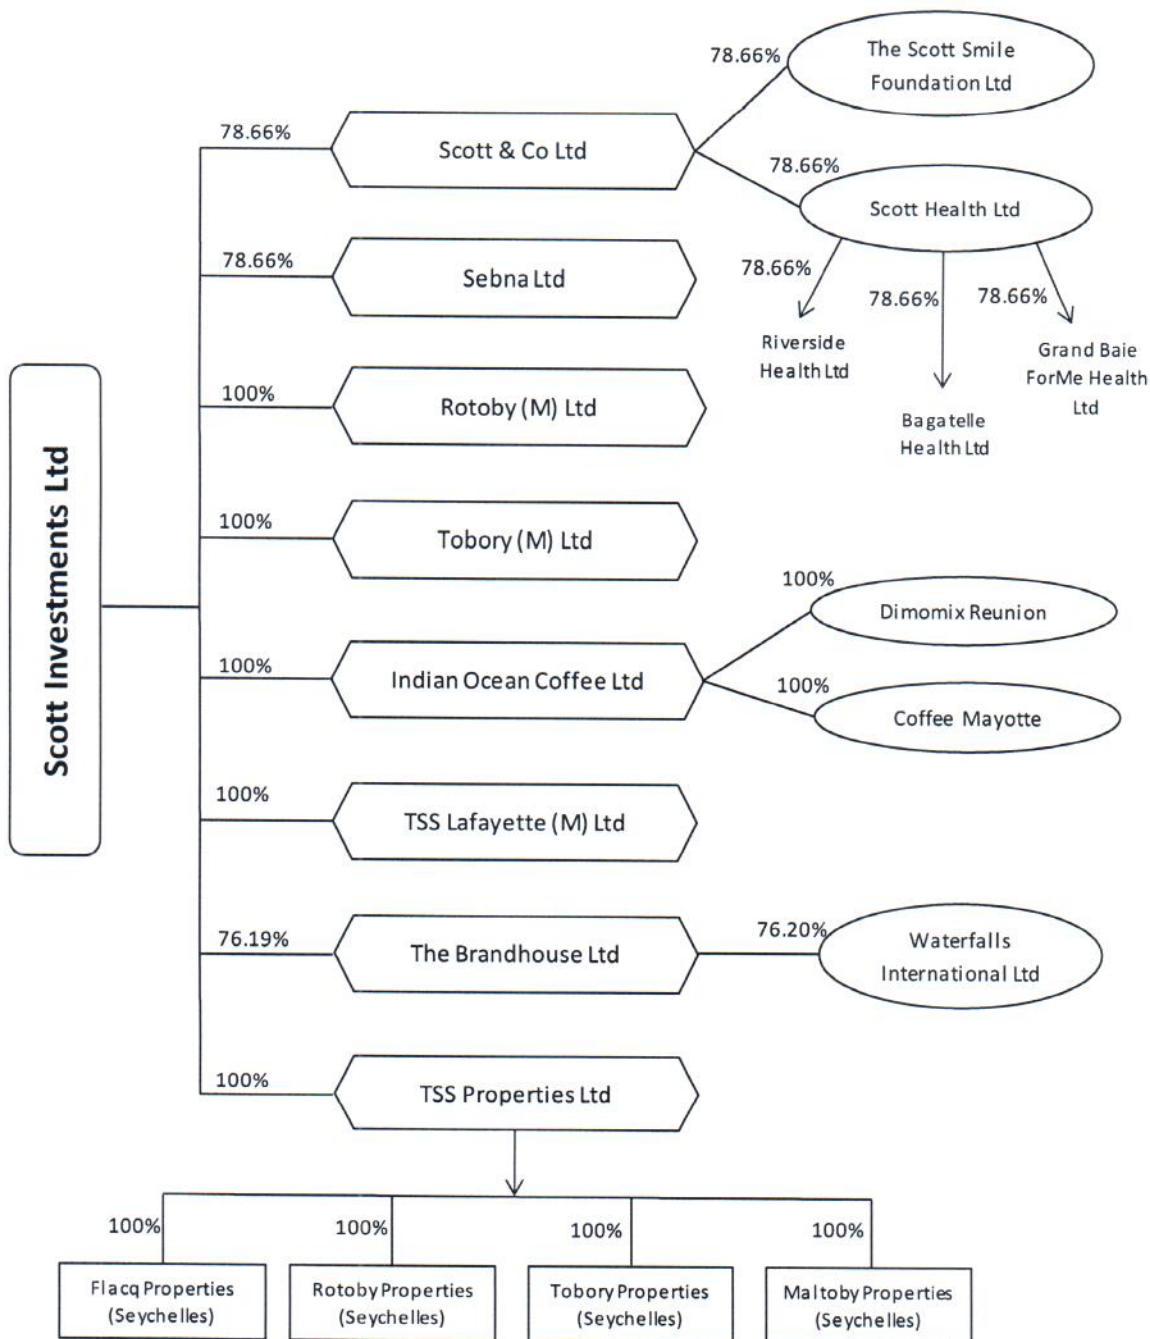 Scott Investments Ltd
78.66%
Scott & Co Ltd
78.66%
The Scott Smile
Foundation Ltd
78.66%
Scott Health Ltd
78.66%
Riverside
Health Ltd
78.66%
Bagatelle
Health Ltd
78.66%
Grand Baie
ForMe Health
Ltd
78.66%
Sebna Ltd
100%
Rotoby (M) Ltd
100%
Tobory (M) Ltd
100%
Indian Ocean Coffee Ltd
100%
Dimomix Reunion
100%
Coffee Mayotte
100%
TSS Lafayette (M) Ltd
76.19%
The Brandhouse Ltd
76.20%
Waterfalls
International Ltd
100%
TSS Properties Ltd
100%
Flacq Properties
(Seychelles)
100%
Rotoby Properties
(Seychelles)
100%
Tobory Properties
(Seychelles)
100%
Maltoby Properties
(Seychelles)